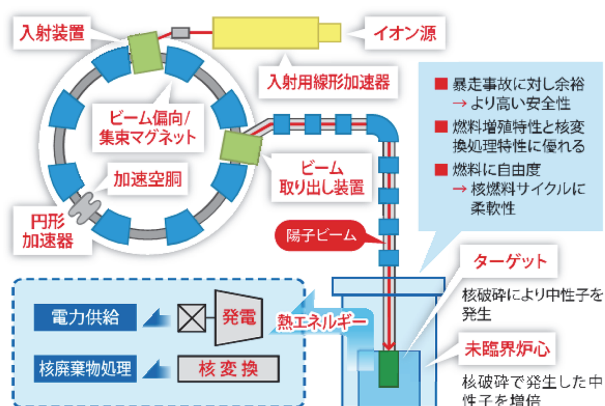 入射装置
イオン源
入射用線形加速器
ビーム偏向/
集束マグネット
加速空胴
円形
加速器
ビーム
取り出し装置
陽子ビーム
■ 暴走事故に対し余裕
→ より高い安全性
■ 燃料増殖特性と核変
換処理特性に優れる
■ 燃料に自由度
→ 核燃料サイクルに
柔軟性
ターゲット
核破砕により中性子を
発生
未臨界炉心
核破砕で発生した中
性子を増倍
熱エネルギー
発電
電力供給
核変換
核廃棄物処理